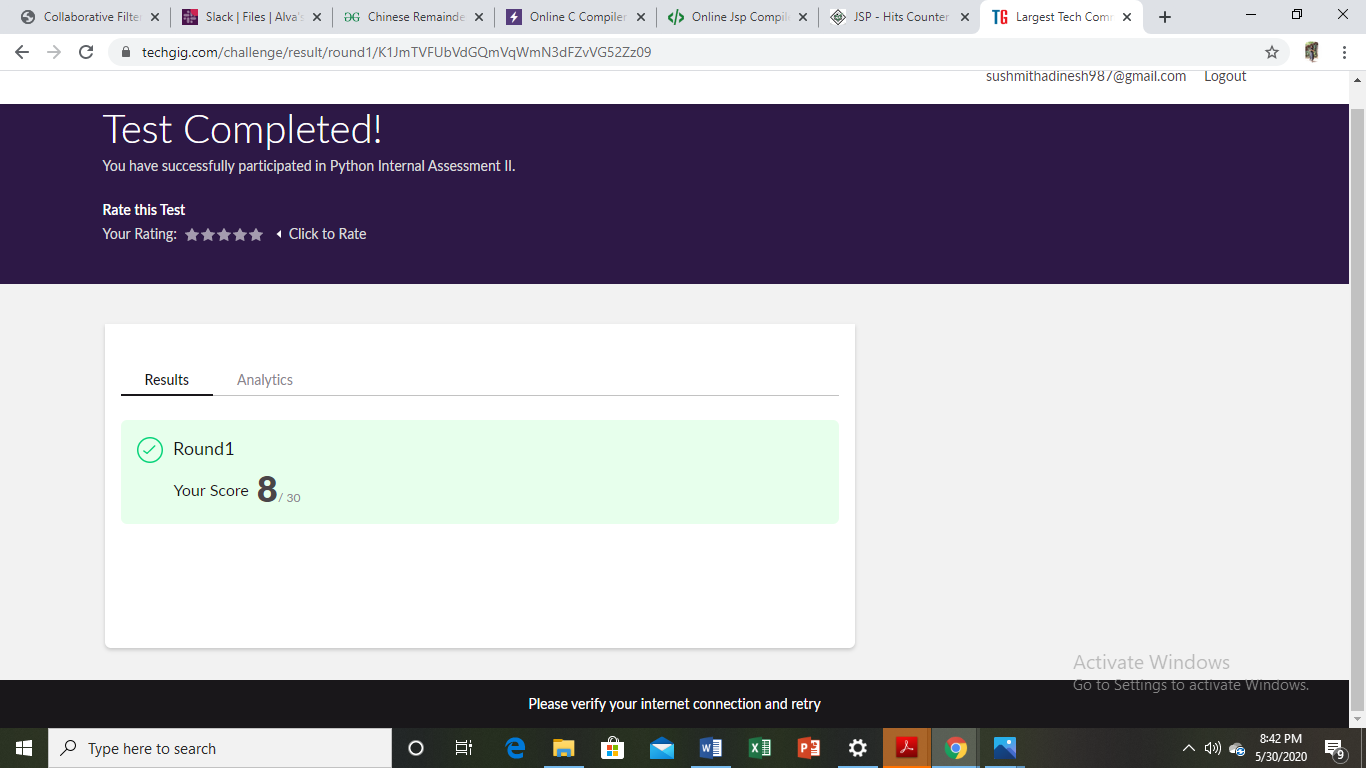 Collaborative Filter
Slack | Files | Alva's
Chinese Remainde
Online C Compiler
Online Jsp Compil
JSP - Hits Counter
Largest Tech Com
techgig.com/challenge/result/round1/K1JmTVFUbVdGQmVqWmN3dFZvVG52Zz09
sushmithadinesh987@gmail.com Logout
Test Completed!
You have successfully participated in Python Internal Assessment II.
Rate this Test
Your Rating: Click to Rate
Results Analytics
Round1
Your Score 8 / 30
Activate Windows
Go to Settings to activate Windows.
Please verify your internet connection and retry
Type here to search
8:42 PM
5/30/2020
9